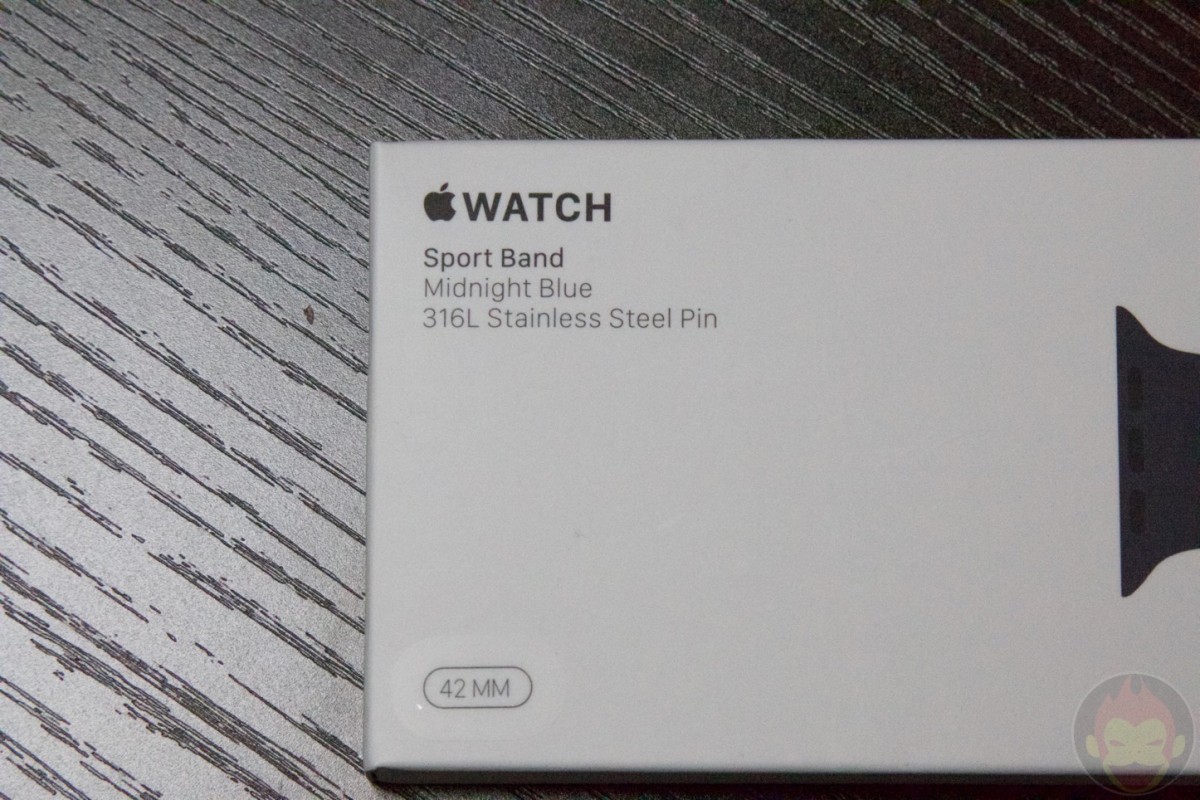 WATCH
Sport Band
Midnight Blue
316L Stainless Steel Pin
42 MM